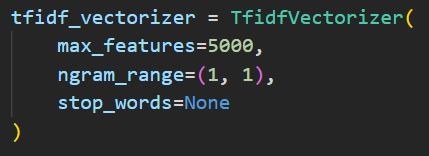 tfidf_vectorizer = TfidfVectorizer(
    max_features=5000,
    ngram_range=(1, 1),
    stop_words=None
)